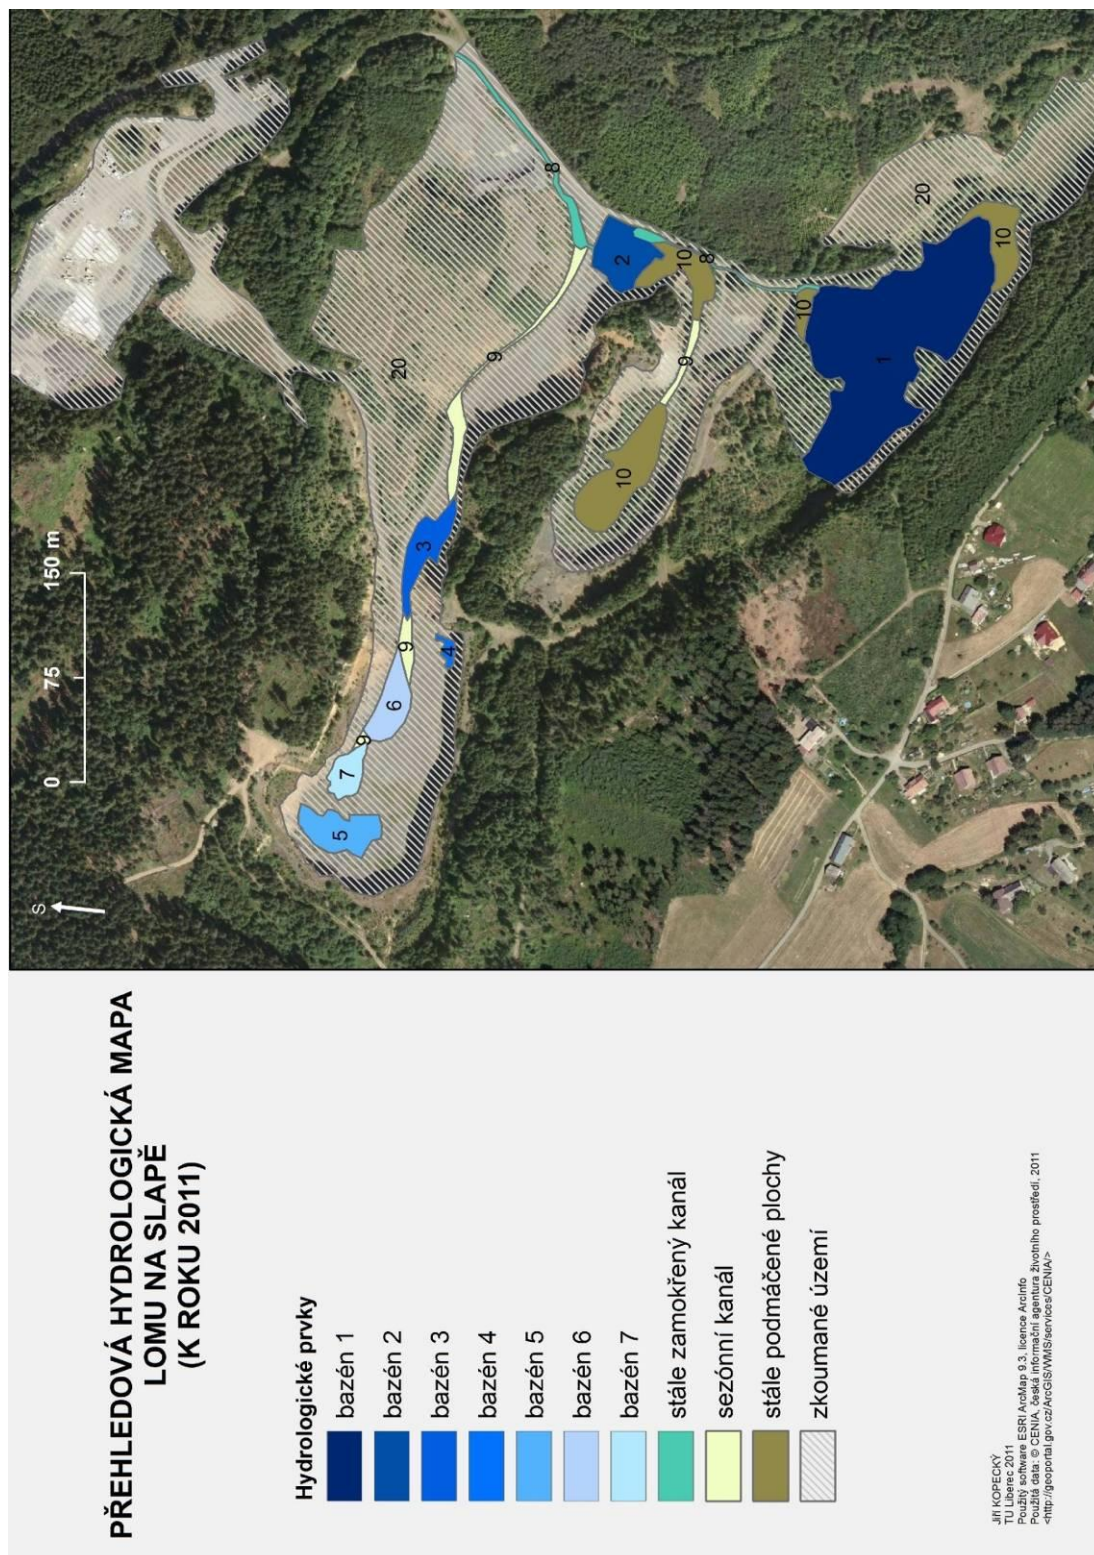 PŘEHLEDOVÁ HYDROLOGICKÁ MAPA
LOMU NA SLAPĚ
(K ROKU 2011)
Hydrologické prvky
bazén 1
bazén 2
bazén 3
bazén 4
bazén 5
bazén 6
bazén 7
stále zamokřený kanál
sezónní kanál
stále podmáčené plochy
zkoumané území
Jiří KOPECKÝ
TU Liberec 2011
Použitý software ESRI ArcMap 9.3, licence ArcInfo
Použitá data: © CENIA, česká informační agentura životního prostředí, 2011
<http://geoportal.gov.cz/ArcGIS/WMS/services/CENIA/>
S
0 75 150 m
5
7
9
6
9
4
3
20
9
8
2
10
8
9
10
10
1
20
10